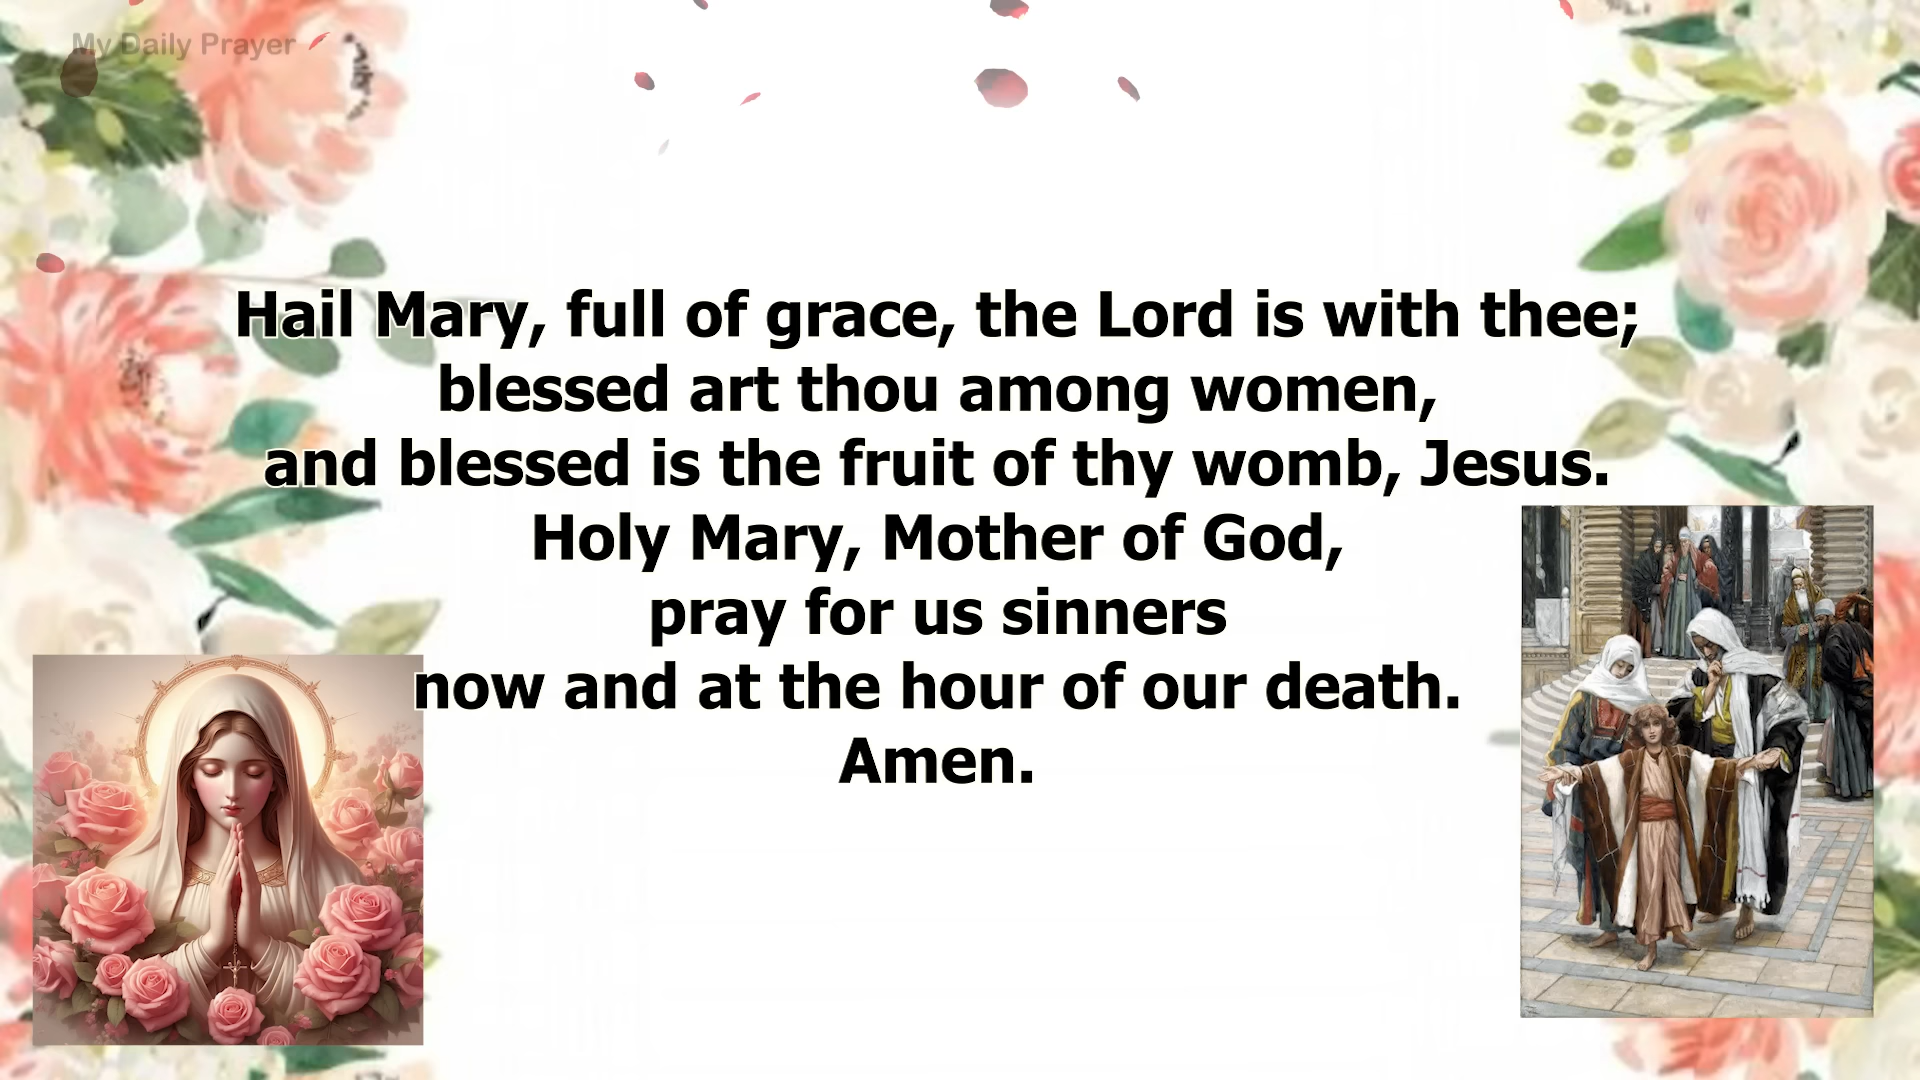 My Daily Prayer
Hail Mary, full of grace, the Lord is with thee;
blessed art thou among women,
and blessed is the fruit of thy womb, Jesus.
Holy Mary, Mother of God,
pray for us sinners
now and at the hour of our death.
Amen.